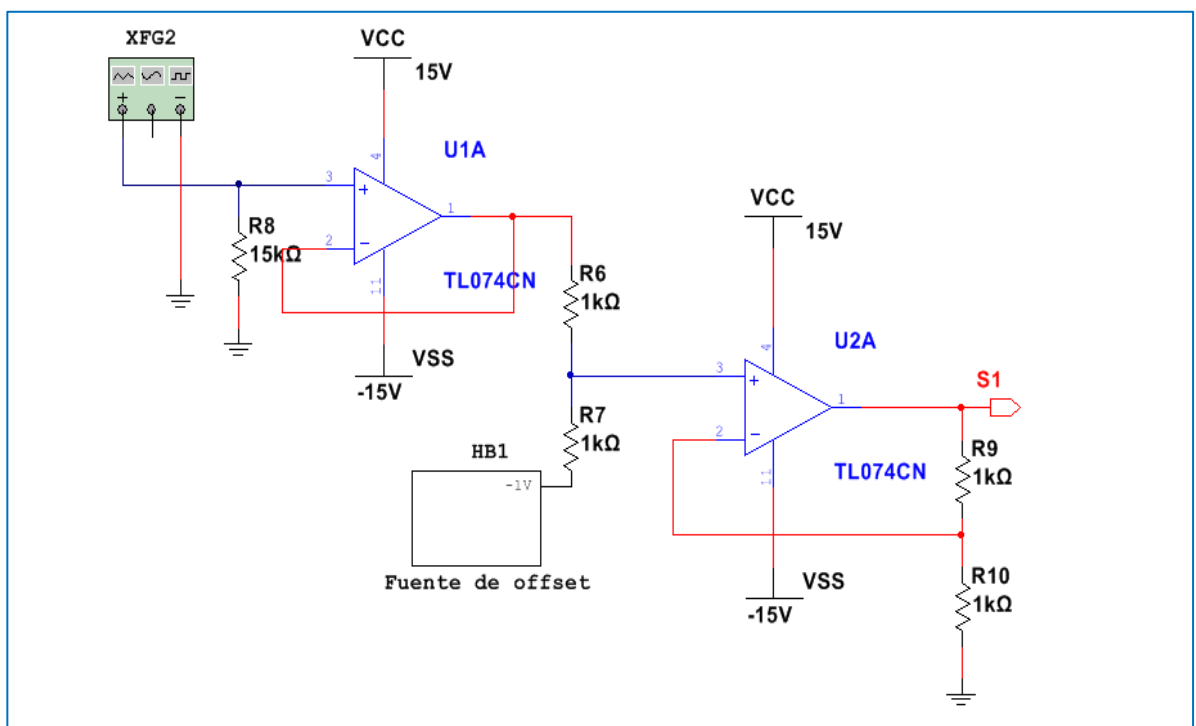 XFG2
+
−
VCC
15V
U1A
4
3
+
1
R8
15kΩ
2
−
TL074CN
11
VSS
-15V
R6
1kΩ
VCC
15V
U2A
4
3
+
1
S1
R7
1kΩ
2
−
R9
1kΩ
TL074CN
11
HB1
-1V
Fuente de offset
R10
1kΩ
VSS
-15V